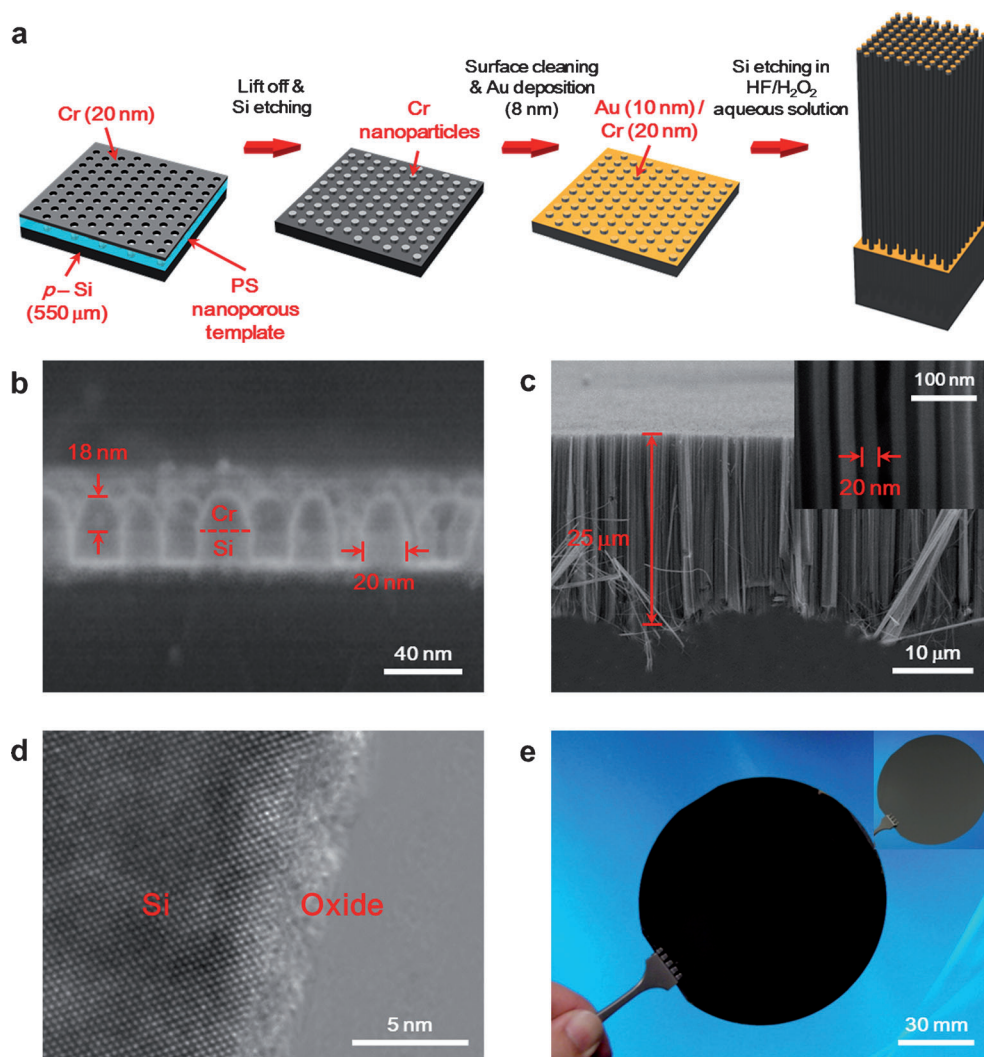 a
Cr (20 nm)
Lift off &
Si etching
Cr
nanoparticles
Surface cleaning
& Au deposition
(8 nm)
Au (10 nm) /
Cr (20 nm)
Si etching in
HF/H₂O₂
aqueous solution
p– Si
(550 μm)
PS
nanoporous
template
b
18 nm
Cr
Si
20 nm
40 nm
c
100 nm
20 nm
25 μm
10 μm
d
Si
Oxide
5 nm
e
30 mm